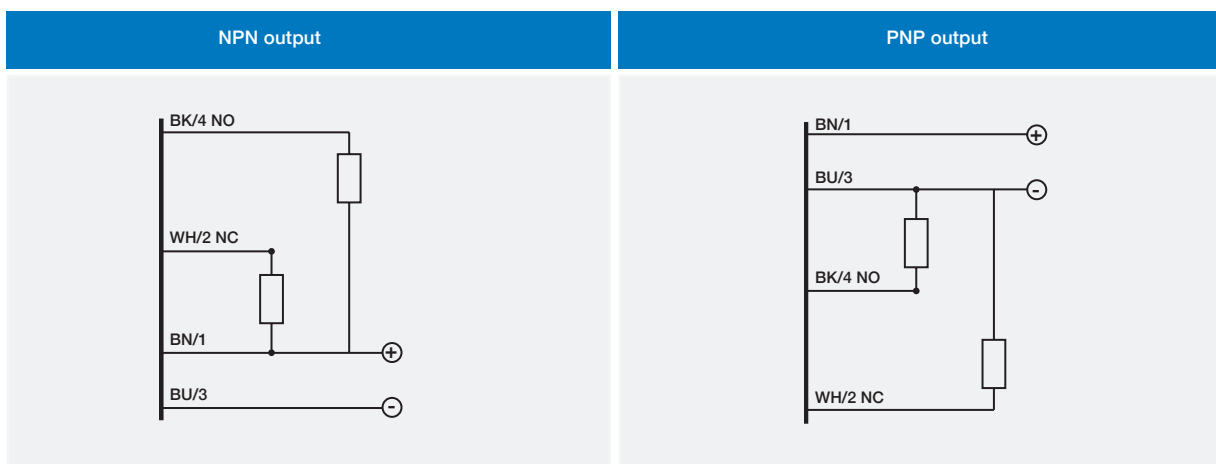 NPN output
BK/4 NO
WH/2 NC
BN/1
+
BU/3
-
PNP output
BN/1
+
BU/3
-
BK/4 NO
WH/2 NC